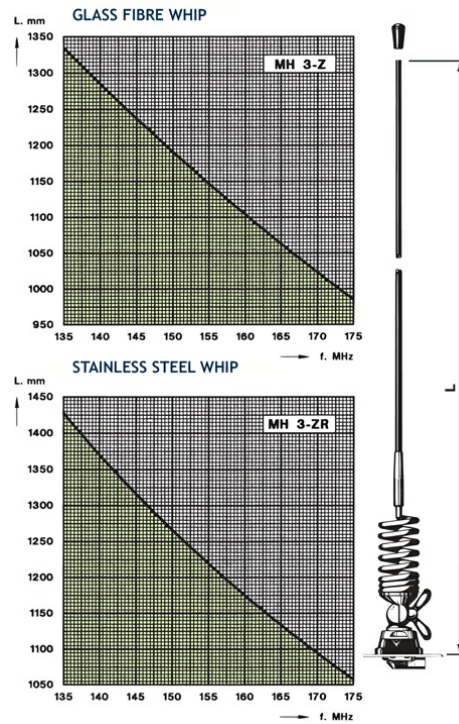 GLASS FIBRE WHIP
L. mm
1350
MH 3-Z
1300
1250
1200
1150
1100
1050
1000
950
135 140 145 150 155 160 165 170 175
f. MHz
STAINLESS STEEL WHIP
L. mm
1450
MH 3-ZR
1400
1350
1300
1250
1200
1150
1100
1050
135 140 145 150 155 160 165 170 175
f. MHz
L